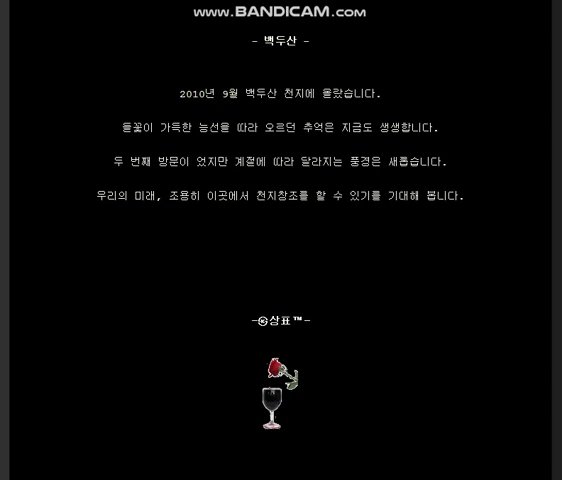 www.BANDICAM.com
- 백두산 -
2010년 9월 백두산 천지에 올랐습니다.
들꽃이 가득한 능선을 따라 오르던 추억은 지금도 생생합니다.
두 번째 방문이 었지만 계절에 따라 달라지는 풍경은 새롭습니다.
우리의 미래, 조용히 이곳에서 천지창조를 할 수 있기를 기대해 봅니다.
-㉿상표™-